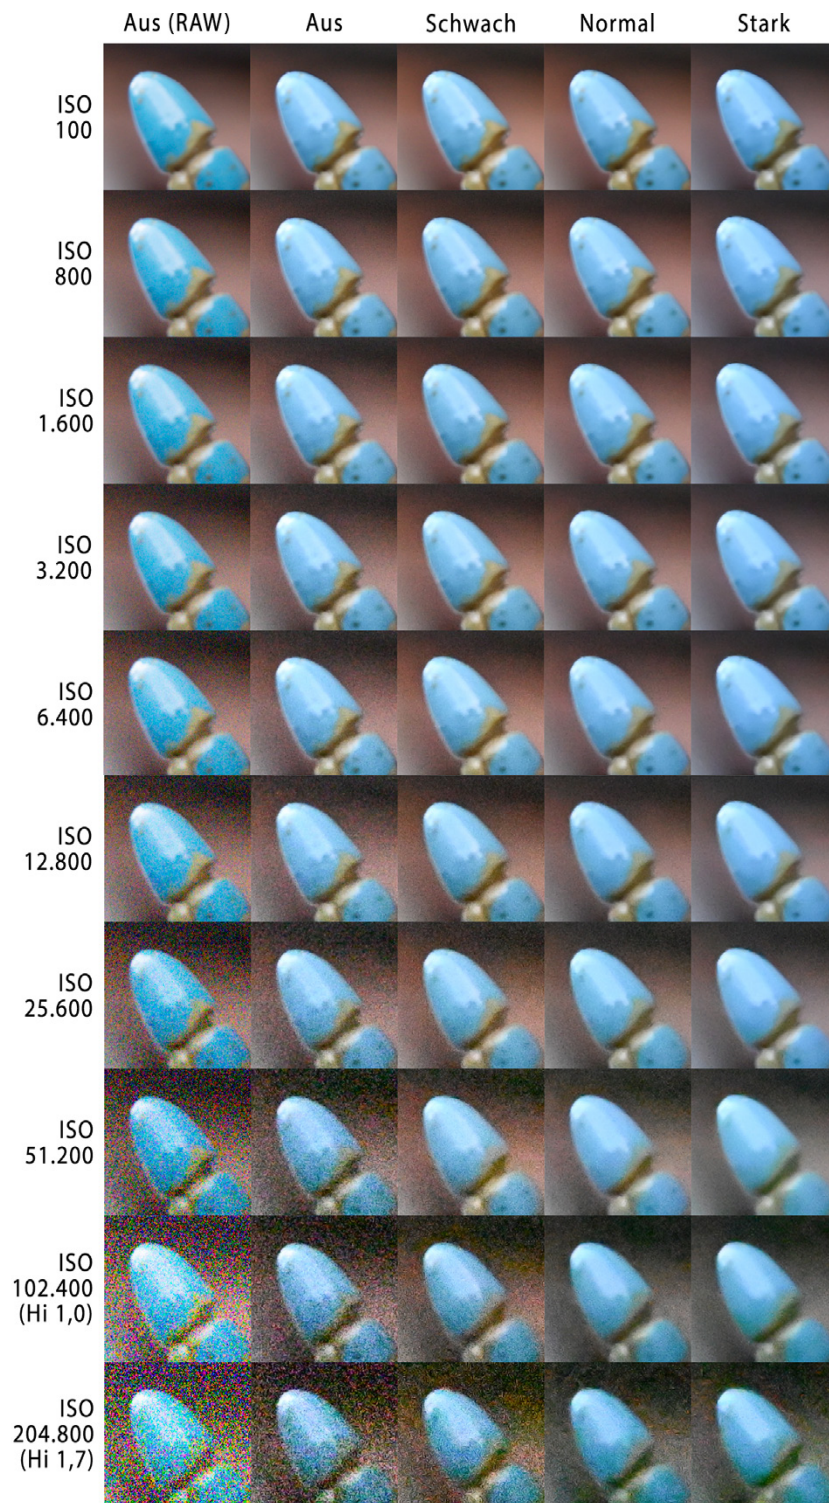 Aus (RAW) Aus Schwach Normal Stark
ISO
100
ISO
800
ISO
1.600
ISO
3.200
ISO
6.400
ISO
12.800
ISO
25.600
ISO
51.200
ISO
102.400
(Hi 1,0)
ISO
204.800
(Hi 1,7)